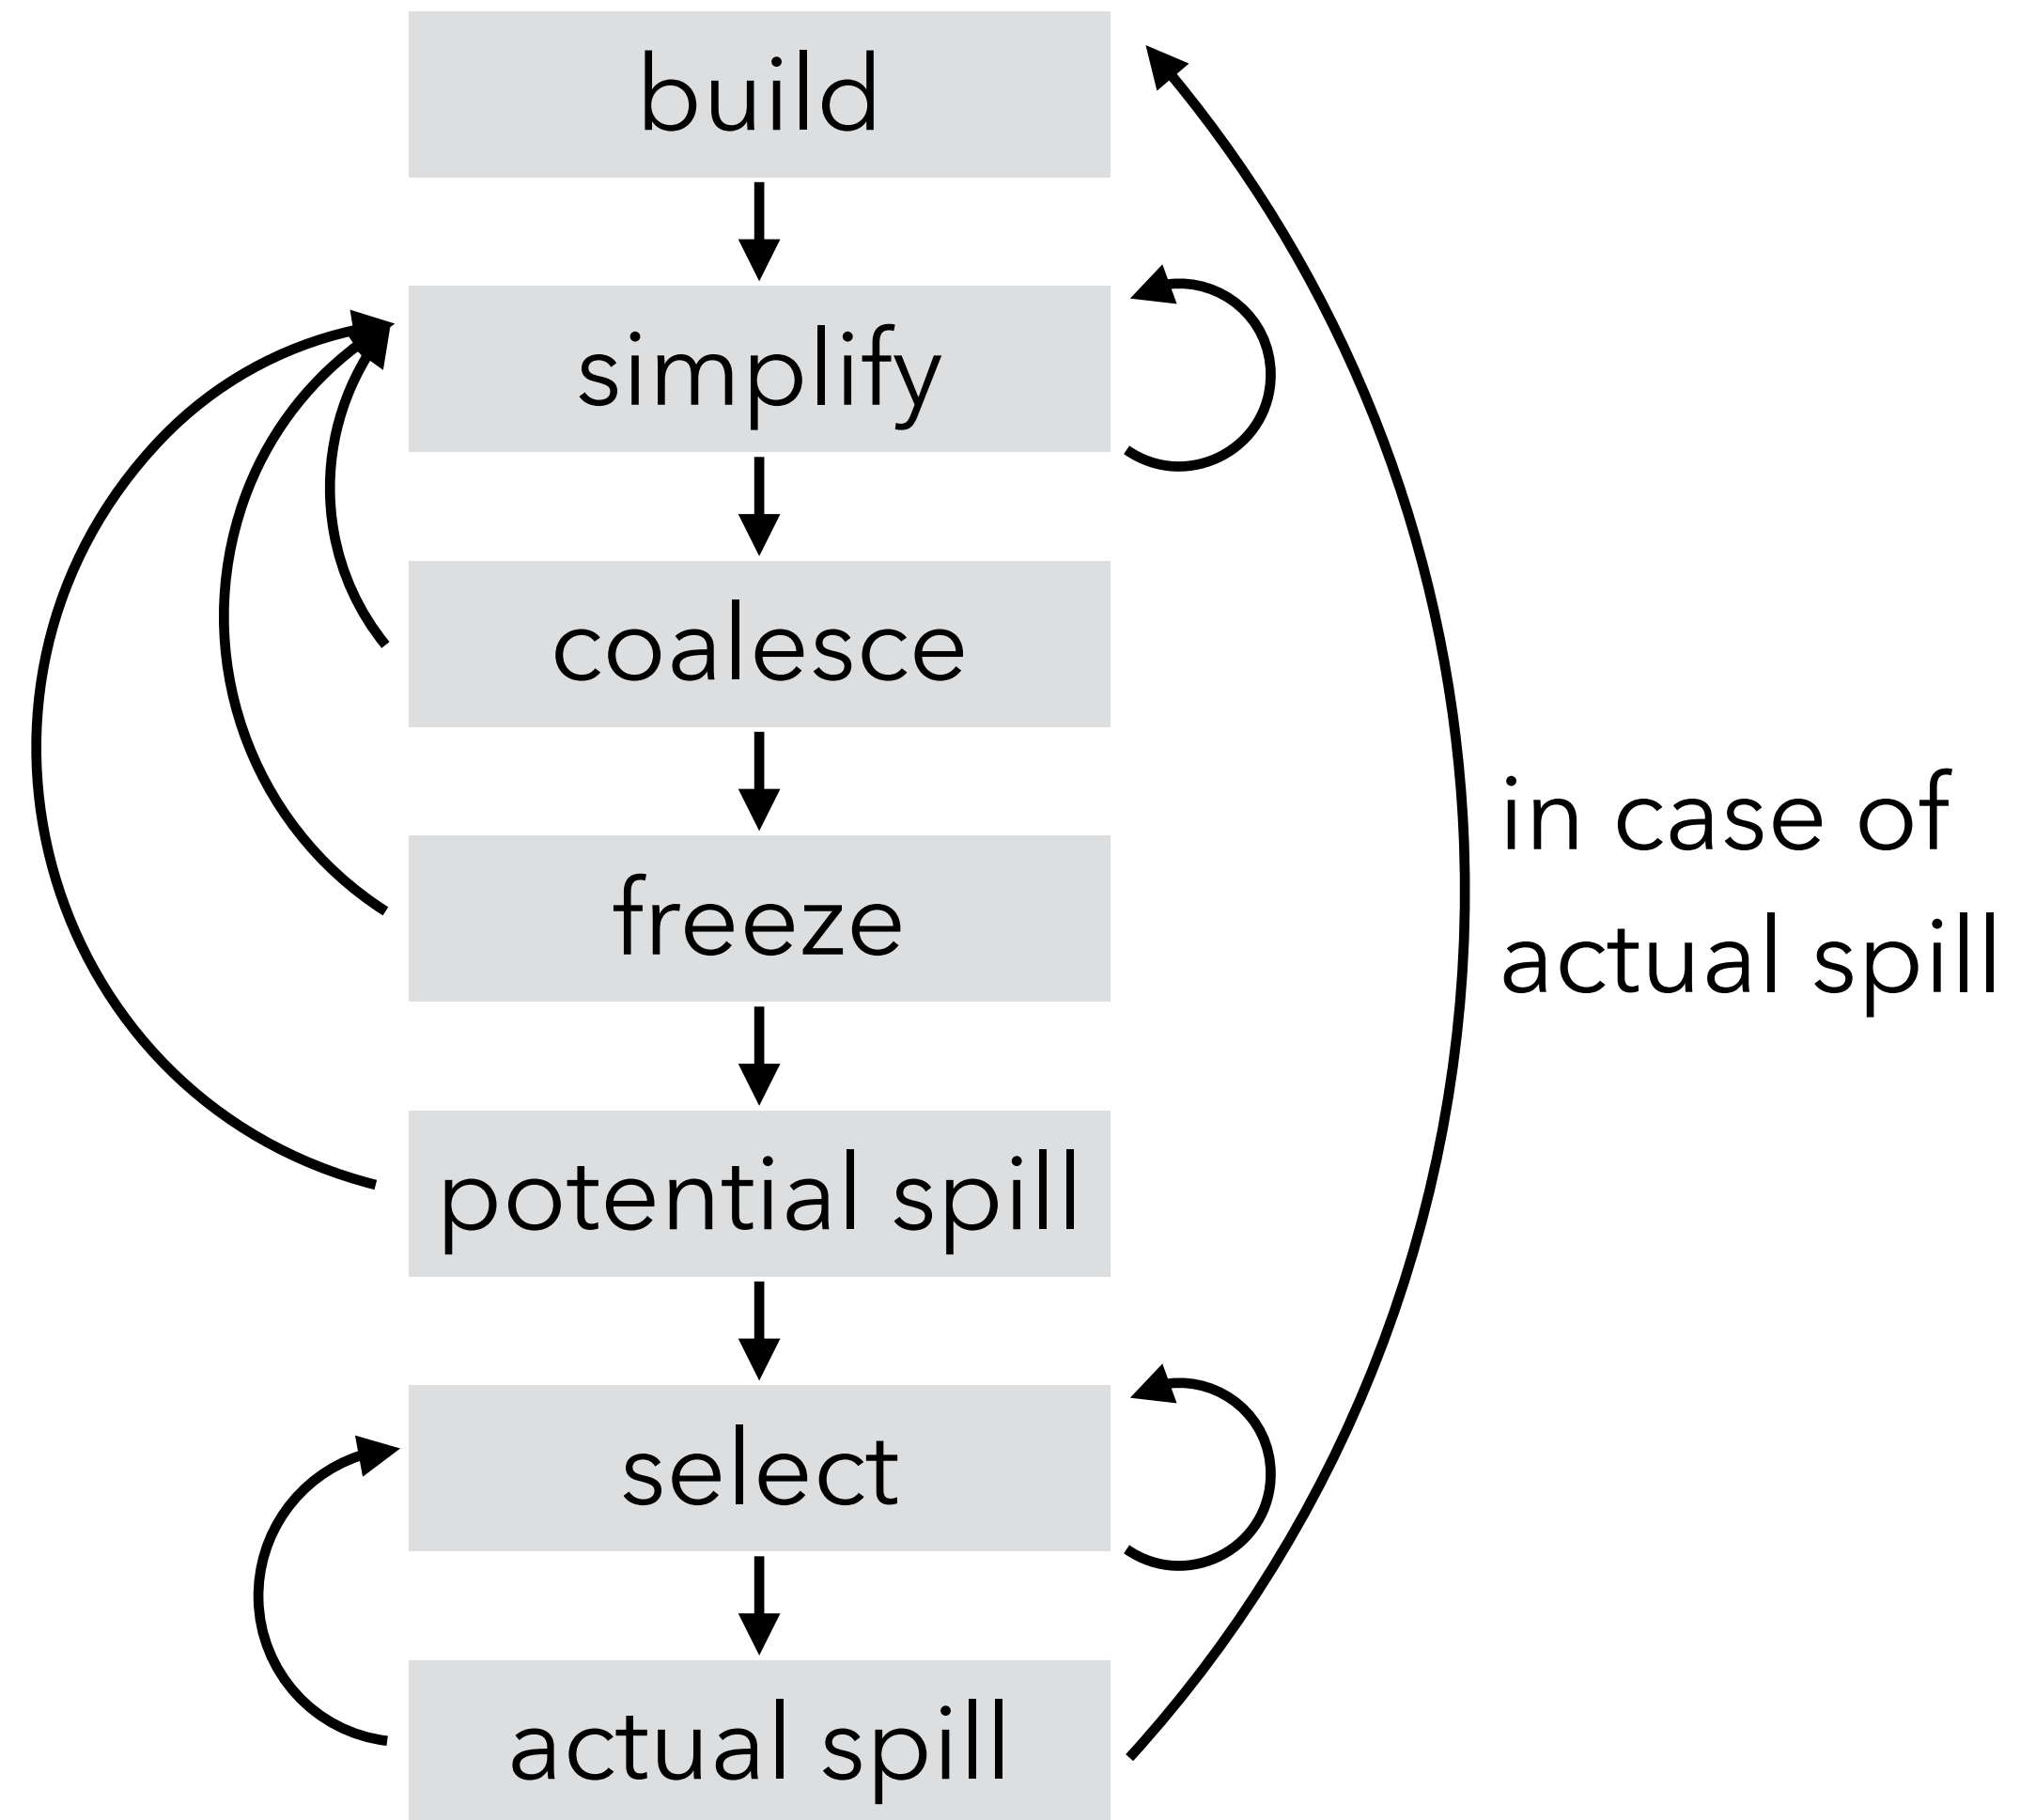 build
simplify
coalesce
freeze
potential spill
select
actual spill
in case of
actual spill